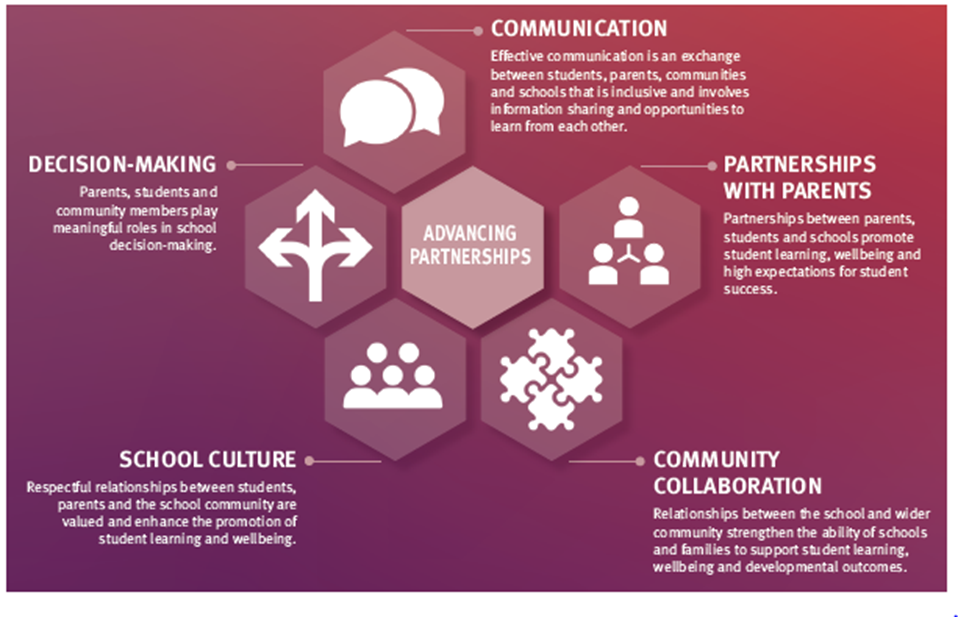 COMMUNICATION
Effective communication is an exchange
between students, parents, communities
and schools that is inclusive and involves
information sharing and opportunities to
learn from each other.
DECISION-MAKING
Parents, students and
community members play
meaningful roles in school
decision-making.
ADVANCING
PARTNERSHIPS
PARTNERSHIPS
WITH PARENTS
Partnerships between parents,
students and schools promote
student learning, wellbeing and
high expectations for student
success.
SCHOOL CULTURE
Respectful relationships between students,
parents and the school community are
valued and enhance the promotion of
student learning and wellbeing.
COMMUNITY
COLLABORATION
Relationships between the school and wider
community strengthen the ability of schools
and families to support student learning,
wellbeing and developmental outcomes.